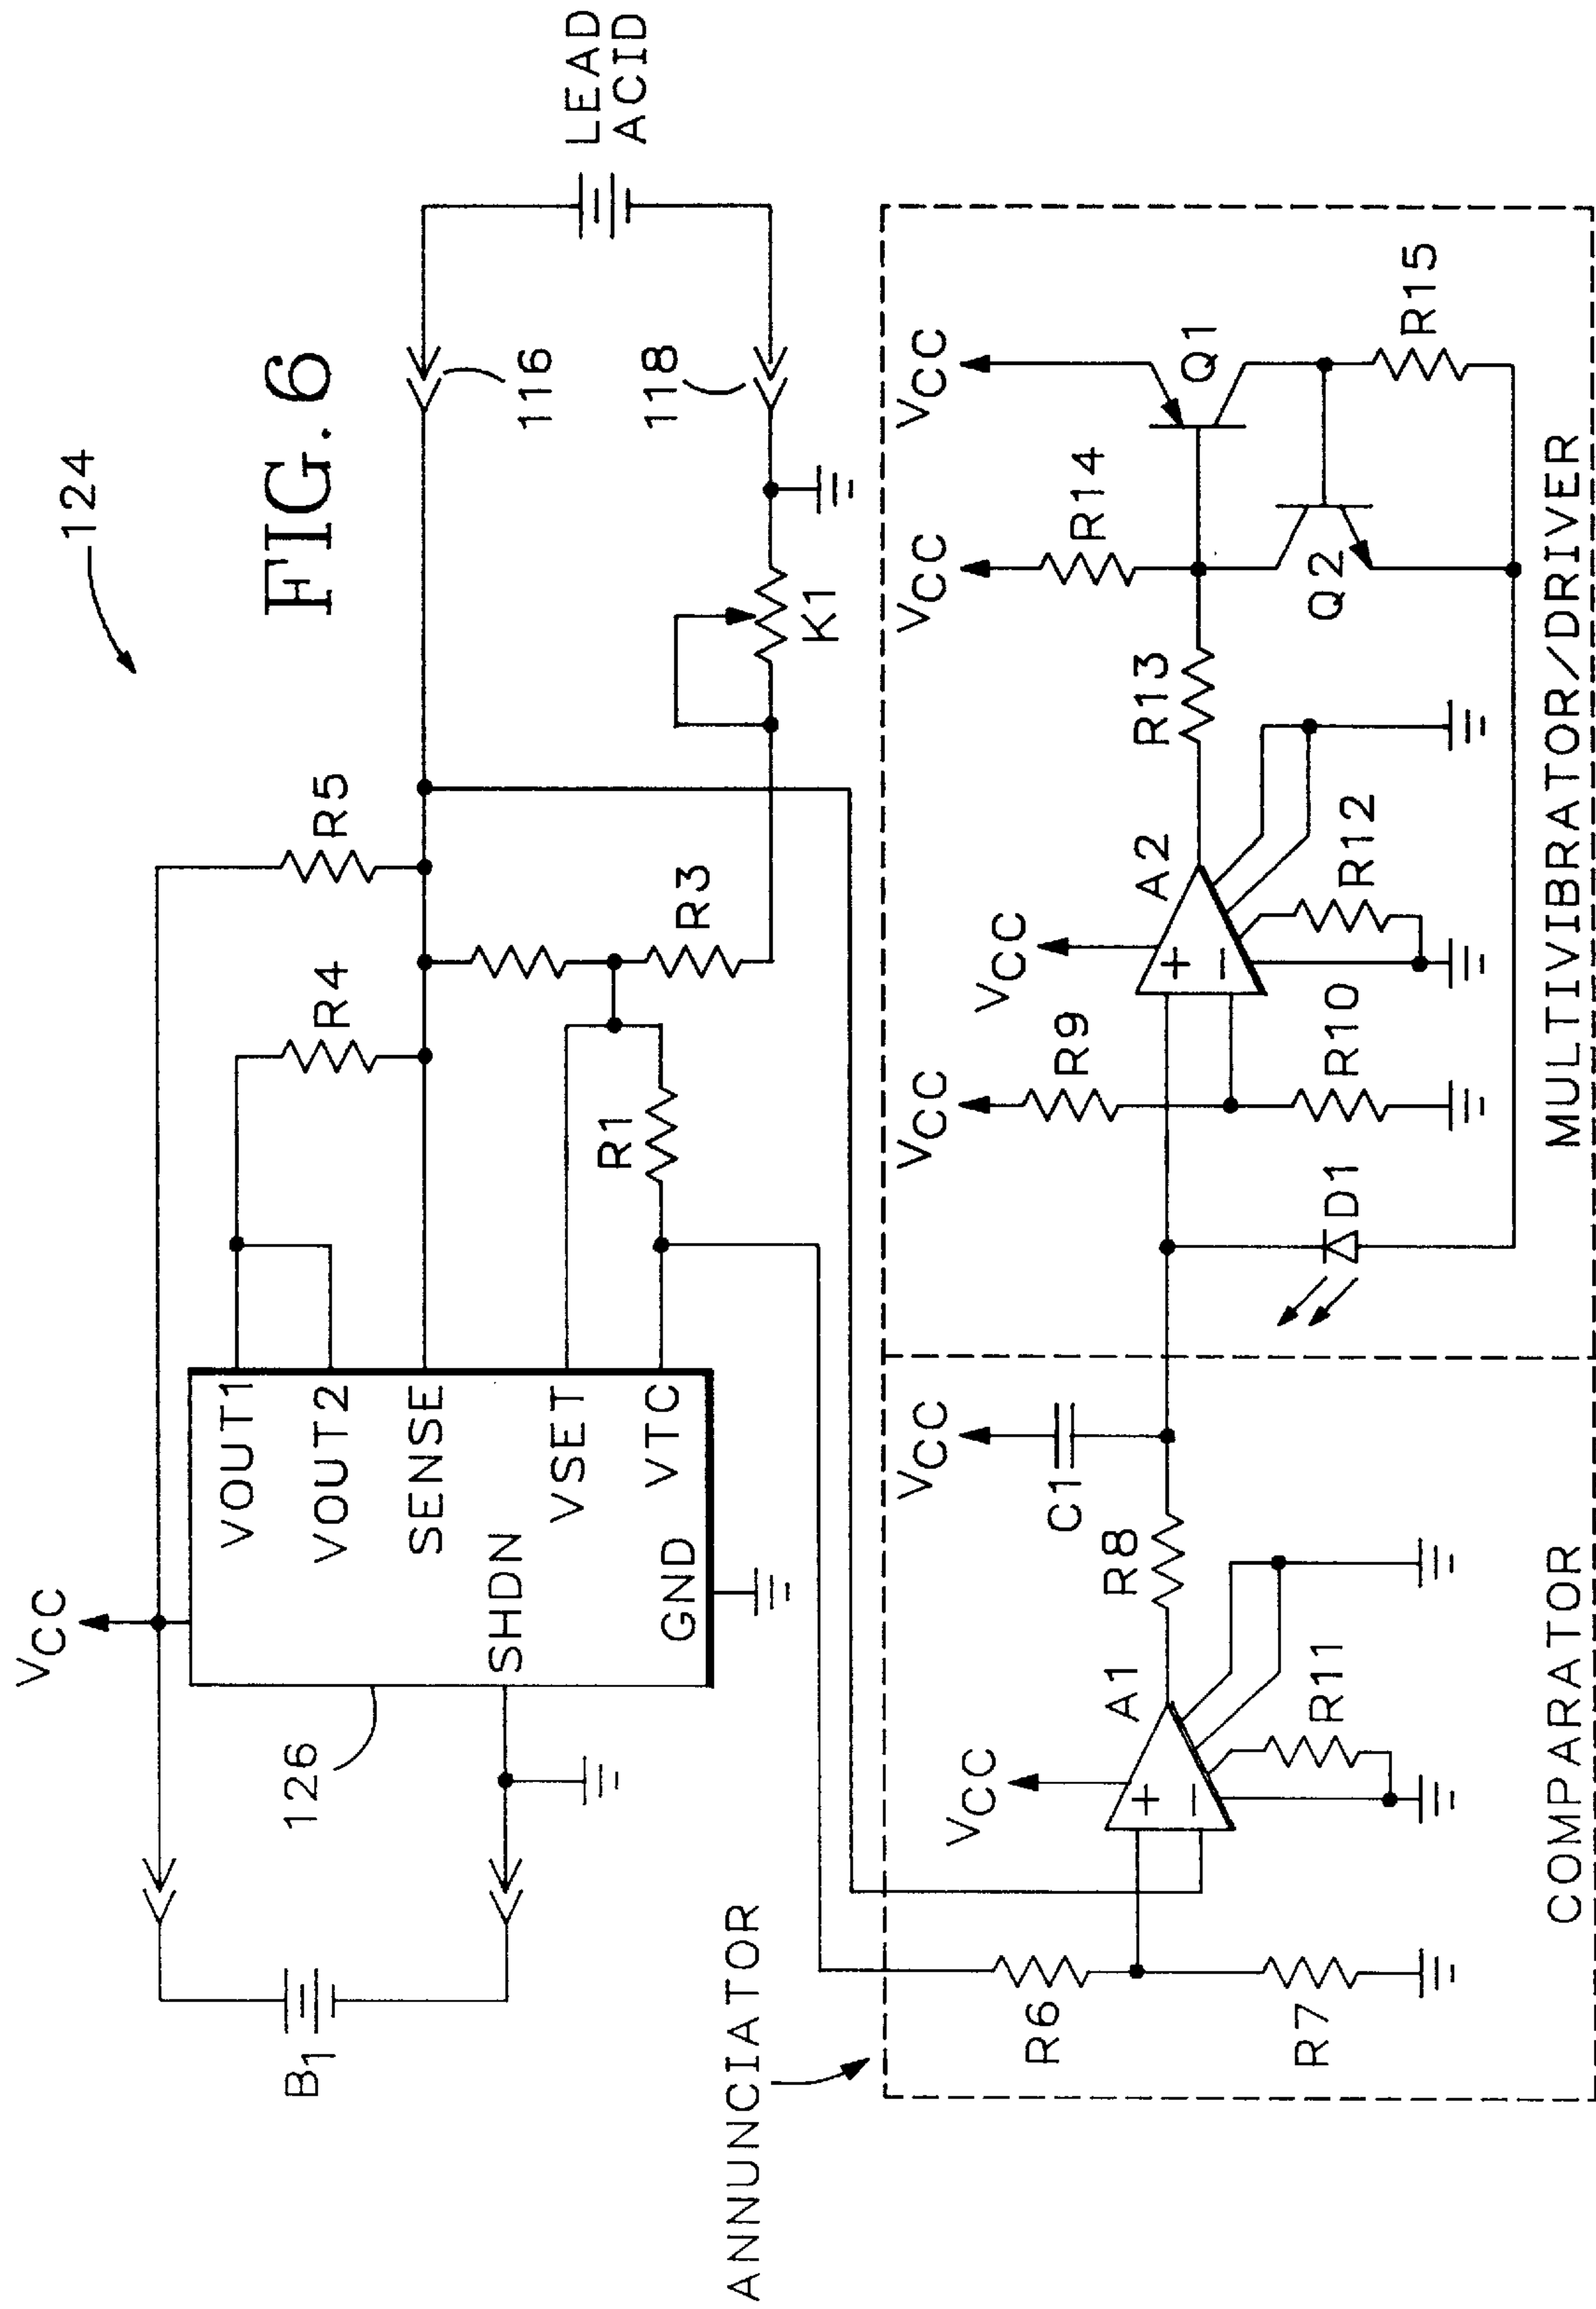 124
FIG. 6
VCC
126
B1
VOUT1
VOUT2
SENSE
SHDN
VSET
VTC
GND
R4
R5
R1
R3
K1
116
118
LEAD
ACID
ANNUNCIATOR
R6
R7
VCC
A1
+
−
R11
R8
VCC
C1
COMPARATOR
D1
VCC
R9
R10
VCC
A2
+
−
R12
R13
VCC
R14
VCC
Q1
Q2
R15
MULTIVIBRATOR/DRIVER